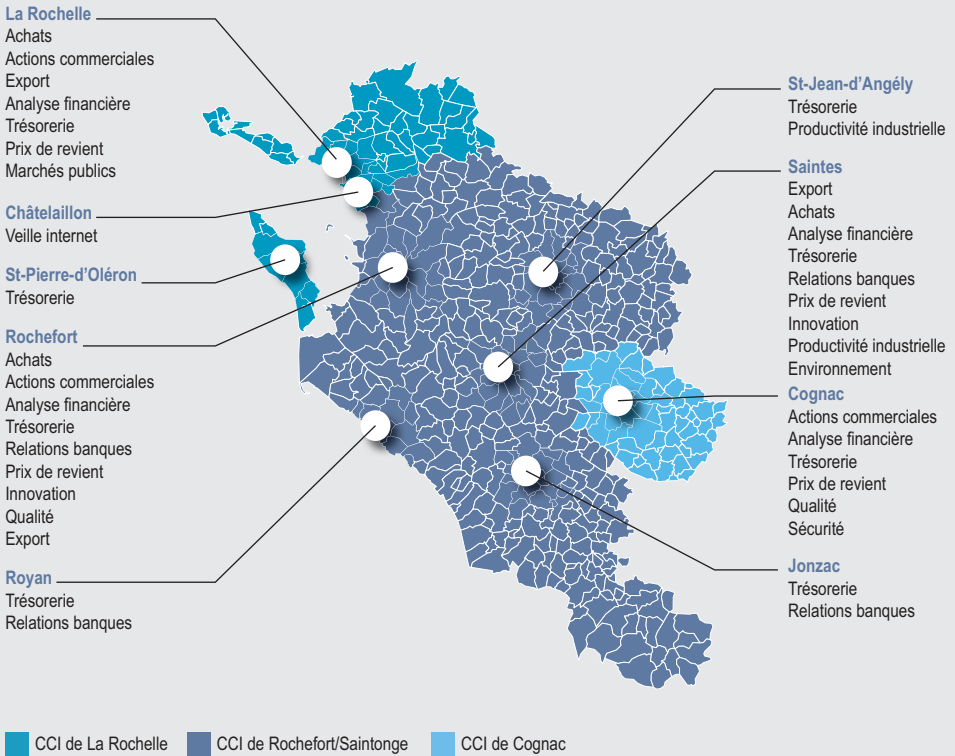 La Rochelle
Achats
Actions commerciales
Export
Analyse financière
Trésorerie
Prix de revient
Marchés publics
Châtelaillon
Veille internet
St-Pierre-d'Oléron
Trésorerie
Rochefort
Achats
Actions commerciales
Analyse financière
Trésorerie
Relations banques
Prix de revient
Innovation
Qualité
Export
Royan
Trésorerie
Relations banques
St-Jean-d'Angély
Trésorerie
Productivité industrielle
Saintes
Export
Achats
Analyse financière
Trésorerie
Relations banques
Prix de revient
Innovation
Productivité industrielle
Environnement
Cognac
Actions commerciales
Analyse financière
Trésorerie
Prix de revient
Qualité
Sécurité
Jonzac
Trésorerie
Relations banques
CCI de La Rochelle
CCI de Rochefort/Saintonge
CCI de Cognac